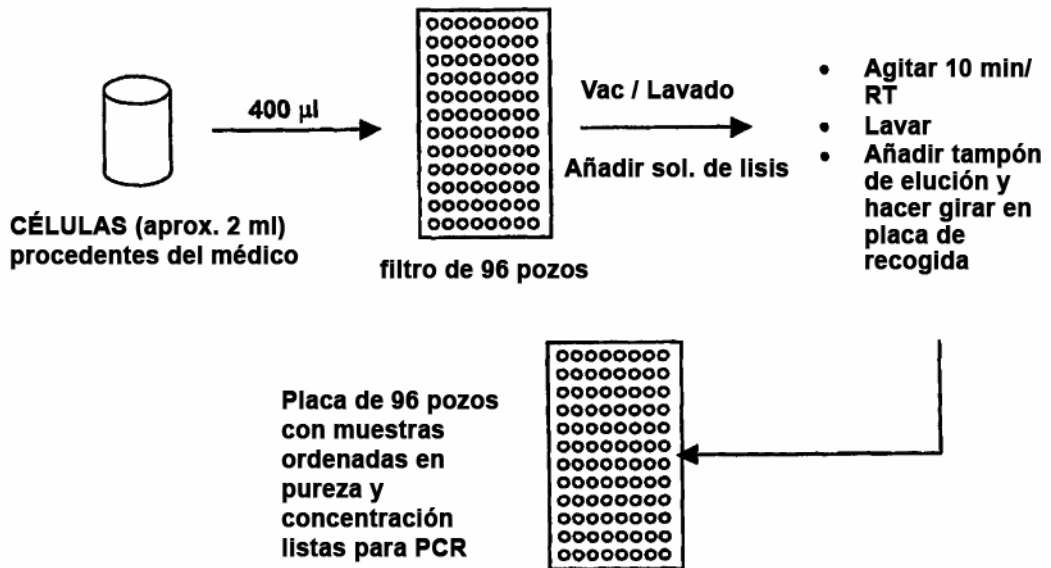 400 µl
CÉLULAS (aprox. 2 ml)
procedentes del médico
filtro de 96 pozos
Vac / Lavado
Añadir sol. de lisis
• Agitar 10 min/
RT
• Lavar
• Añadir tampón
de elución y
hacer girar en
placa de
recogida
Placa de 96 pozos
con muestras
ordenadas en
pureza y
concentración
listas para PCR